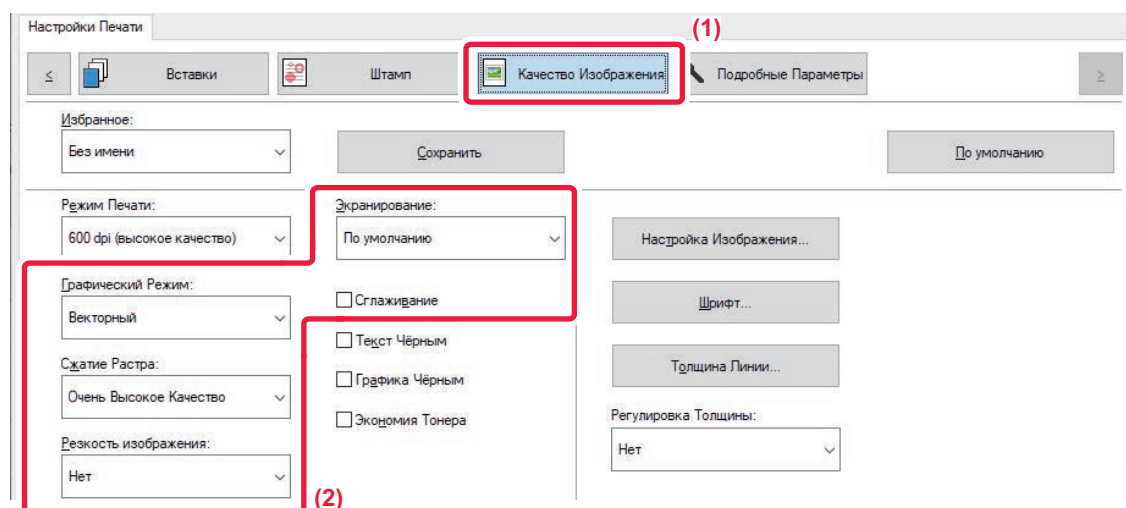 Настройки Печати
(1)
< Вставки Штамп Качество Изображения Подробные Параметры >
Избранное:
Без имени Сохранить По умолчанию
Режим Печати: Экранирование:
600 dpi (высокое качество) По умолчанию Настройка Изображения...
Графический Режим:
Сглаживание Шрифт...
Векторный
Текст Чёрным
Сжатие Растра: Толщина Линии...
Графика Чёрным
Очень Высокое Качество
Экономия Тонера Регулировка Толщины:
Резкость изображения:
Нет
Нет
(2)